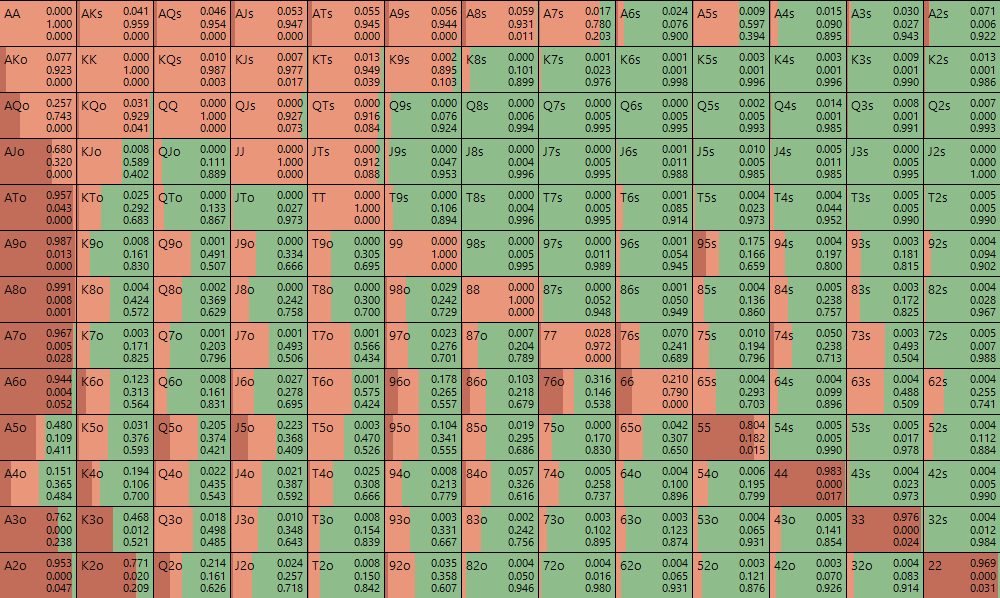 AA 0.000 AKs 0.041 AQs 0.046 AJs 0.053 ATs 0.055 A9s 0.056 A8s 0.059 A7s 0.017 A6s 0.024 A5s 0.009 A4s 0.015 A3s 0.030 A2s 0.071
1.000 0.959 0.954 0.947 0.945 0.944 0.931 0.780 0.076 0.597 0.090 0.027 0.006
0.000 0.000 0.000 0.000 0.000 0.000 0.011 0.203 0.900 0.394 0.895 0.943 0.922
AKo 0.077 KK 0.000 KQs 0.010 KJs 0.007 KTs 0.013 K9s 0.002 K8s 0.000 K7s 0.001 K6s 0.001 K5s 0.003 K4s 0.003 K3s 0.009 K2s 0.013
0.923 1.000 0.987 0.977 0.949 0.895 0.101 0.023 0.001 0.001 0.001 0.001 0.001
0.000 0.000 0.003 0.017 0.039 0.103 0.899 0.976 0.998 0.996 0.996 0.990 0.986
AQo 0.257 KQo 0.031 QQ 0.000 QJs 0.000 QTs 0.000 Q9s 0.000 Q8s 0.000 Q7s 0.000 Q6s 0.000 Q5s 0.002 Q4s 0.014 Q3s 0.008 Q2s 0.007
0.743 0.929 1.000 0.927 0.916 0.076 0.006 0.005 0.005 0.005 0.001 0.001 0.000
0.000 0.041 0.000 0.073 0.084 0.924 0.994 0.995 0.995 0.993 0.985 0.991 0.993
AJo 0.680 KJo 0.008 QJo 0.000 JJ 0.000 JTs 0.000 J9s 0.000 J8s 0.000 J7s 0.000 J6s 0.001 J5s 0.010 J4s 0.005 J3s 0.000 J2s 0.000
0.320 0.589 0.111 1.000 0.912 0.047 0.004 0.005 0.011 0.005 0.011 0.005 0.000
0.000 0.402 0.889 0.000 0.088 0.953 0.996 0.995 0.988 0.985 0.985 0.995 1.000
ATo 0.957 KTo 0.025 QTo 0.000 JTo 0.000 TT 0.000 T9s 0.000 T8s 0.000 T7s 0.000 T6s 0.001 T5s 0.004 T4s 0.004 T3s 0.005 T2s 0.005
0.043 0.292 0.133 0.027 1.000 0.106 0.004 0.005 0.085 0.023 0.044 0.005 0.005
0.000 0.683 0.867 0.973 0.000 0.894 0.996 0.995 0.914 0.973 0.952 0.990 0.990
A9o 0.987 K9o 0.008 Q9o 0.001 J9o 0.000 T9o 0.000 99 0.000 98s 0.000 97s 0.000 96s 0.001 95s 0.175 94s 0.004 93s 0.003 92s 0.004
0.013 0.161 0.491 0.334 0.305 1.000 0.005 0.011 0.054 0.166 0.197 0.181 0.094
0.000 0.830 0.507 0.666 0.695 0.000 0.995 0.989 0.945 0.659 0.800 0.815 0.902
A8o 0.991 K8o 0.004 Q8o 0.002 J8o 0.000 T8o 0.000 98o 0.029 88 0.000 87s 0.000 86s 0.001 85s 0.004 84s 0.005 83s 0.003 82s 0.004
0.008 0.424 0.369 0.242 0.300 0.242 1.000 0.052 0.050 0.136 0.238 0.172 0.028
0.001 0.572 0.629 0.758 0.700 0.729 0.000 0.948 0.949 0.860 0.757 0.825 0.967
A7o 0.967 K7o 0.003 Q7o 0.001 J7o 0.001 T7o 0.001 97o 0.023 87o 0.007 77 0.028 76s 0.070 75s 0.010 74s 0.050 73s 0.003 72s 0.005
0.005 0.171 0.203 0.493 0.566 0.276 0.204 0.972 0.241 0.194 0.238 0.493 0.007
0.028 0.825 0.796 0.506 0.434 0.701 0.789 0.000 0.689 0.796 0.713 0.504 0.988
A6o 0.944 K6o 0.123 Q6o 0.008 J6o 0.027 T6o 0.001 96o 0.178 86o 0.103 76o 0.316 66 0.210 65s 0.004 64s 0.004 63s 0.004 62s 0.004
0.004 0.313 0.161 0.278 0.575 0.265 0.218 0.146 0.790 0.293 0.099 0.488 0.255
0.052 0.564 0.831 0.695 0.424 0.557 0.679 0.538 0.000 0.703 0.896 0.509 0.741
A5o 0.480 K5o 0.031 Q5o 0.205 J5o 0.223 T5o 0.003 95o 0.104 85o 0.019 75o 0.000 65o 0.042 55 0.804 54s 0.005 53s 0.005 52s 0.004
0.109 0.376 0.374 0.368 0.470 0.341 0.295 0.170 0.307 0.182 0.005 0.017 0.112
0.411 0.593 0.421 0.409 0.526 0.555 0.686 0.830 0.650 0.015 0.990 0.978 0.884
A4o 0.151 K4o 0.194 Q4o 0.022 J4o 0.021 T4o 0.025 94o 0.008 84o 0.057 74o 0.005 64o 0.004 54o 0.006 44 0.983 43s 0.004 42s 0.004
0.365 0.106 0.435 0.387 0.308 0.213 0.326 0.258 0.100 0.195 0.000 0.023 0.005
0.484 0.700 0.543 0.592 0.666 0.779 0.616 0.737 0.896 0.799 0.017 0.973 0.990
A3o 0.762 K3o 0.468 Q3o 0.018 J3o 0.010 T3o 0.008 93o 0.003 83o 0.002 73o 0.003 63o 0.003 53o 0.004 43o 0.005 33 0.976 32s 0.004
0.000 0.012 0.498 0.348 0.154 0.331 0.242 0.102 0.123 0.065 0.141 0.000 0.012
0.238 0.521 0.485 0.643 0.839 0.667 0.756 0.895 0.874 0.931 0.854 0.024 0.984
A2o 0.953 K2o 0.771 Q2o 0.214 J2o 0.024 T2o 0.008 92o 0.035 82o 0.004 72o 0.004 62o 0.004 52o 0.003 42o 0.003 32o 0.004 22 0.969
0.000 0.020 0.161 0.257 0.150 0.358 0.050 0.016 0.065 0.121 0.070 0.083 0.000
0.047 0.209 0.626 0.718 0.842 0.607 0.946 0.980 0.931 0.876 0.926 0.914 0.031